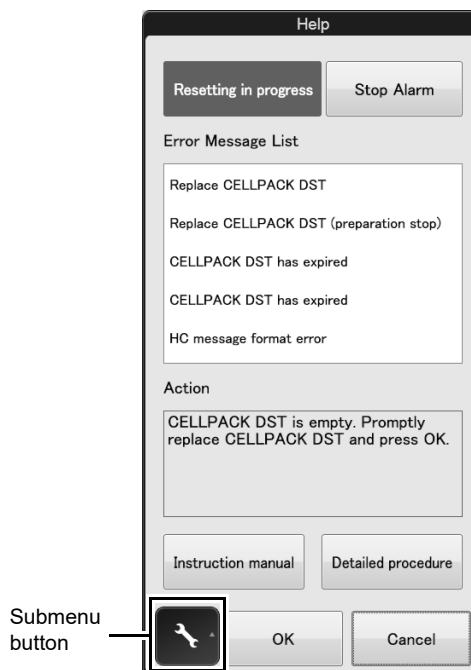 Help
Resetting in progress
Stop Alarm
Error Message List
Replace CELLPACK DST
Replace CELLPACK DST (preparation stop)
CELLPACK DST has expired
CELLPACK DST has expired
HC message format error
Action
CELLPACK DST is empty. Promptly
replace CELLPACK DST and press OK.
Instruction manual
Detailed procedure
Submenu
button
OK
Cancel